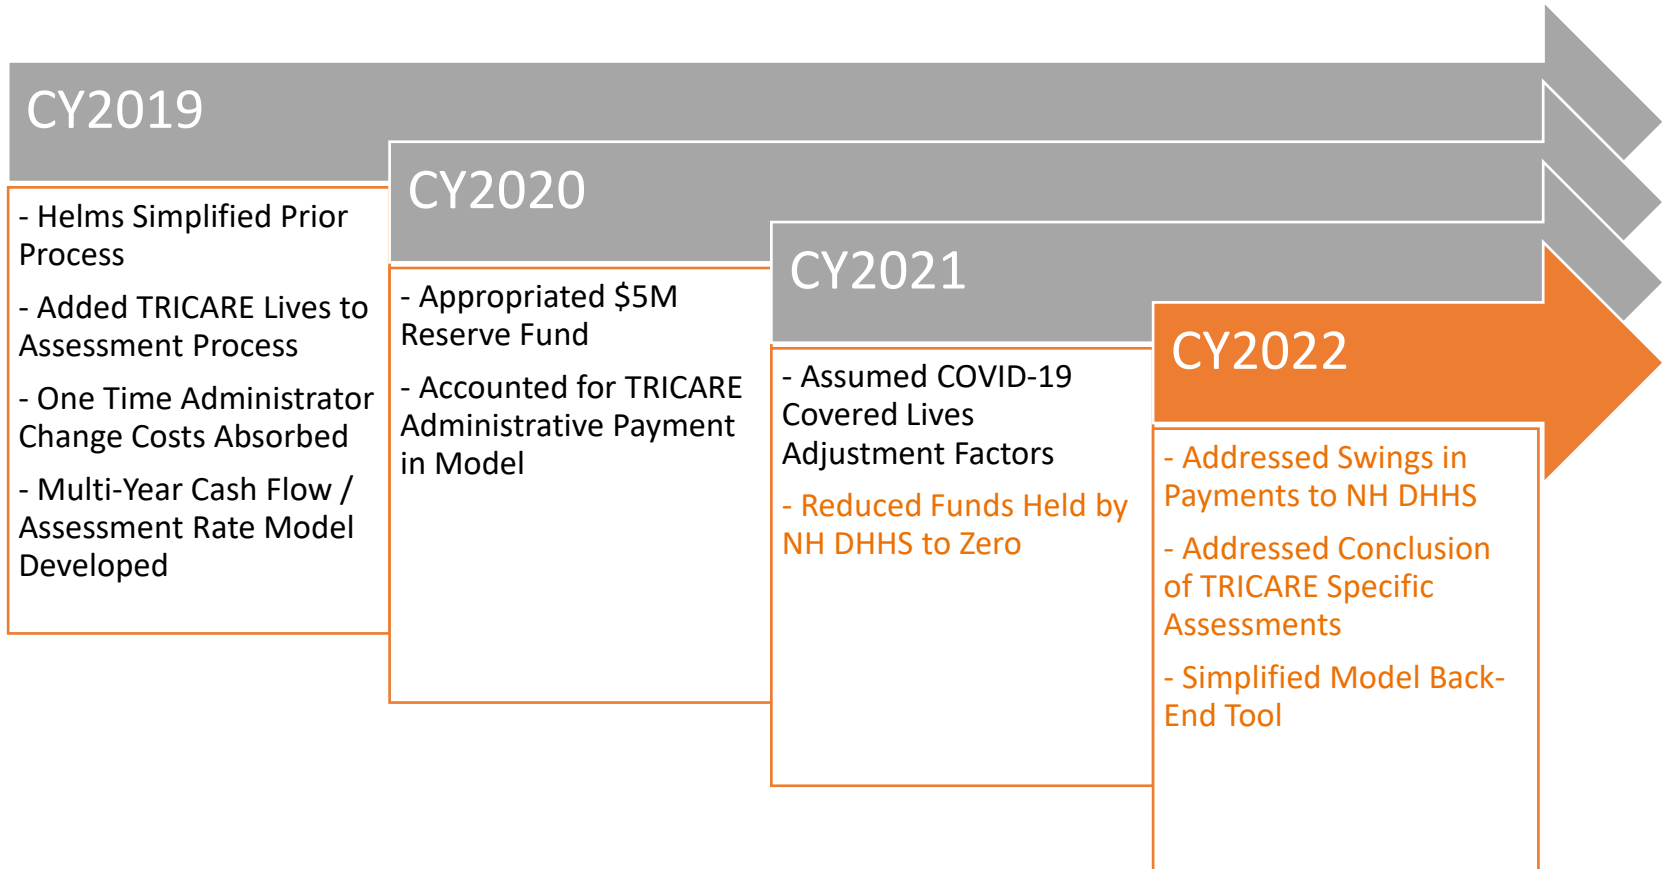 CY2019
- Helms Simplified Prior
Process
- Added TRICARE Lives to
Assessment Process
- One Time Administrator
Change Costs Absorbed
- Multi-Year Cash Flow /
Assessment Rate Model
Developed
CY2020
- Appropriated $5M
Reserve Fund
- Accounted for TRICARE
Administrative Payment
in Model
CY2021
- Assumed COVID-19
Covered Lives
Adjustment Factors
- Reduced Funds Held by
NH DHHS to Zero
CY2022
- Addressed Swings in
Payments to NH DHHS
- Addressed Conclusion
of TRICARE Specific
Assessments
- Simplified Model Back-
End Tool